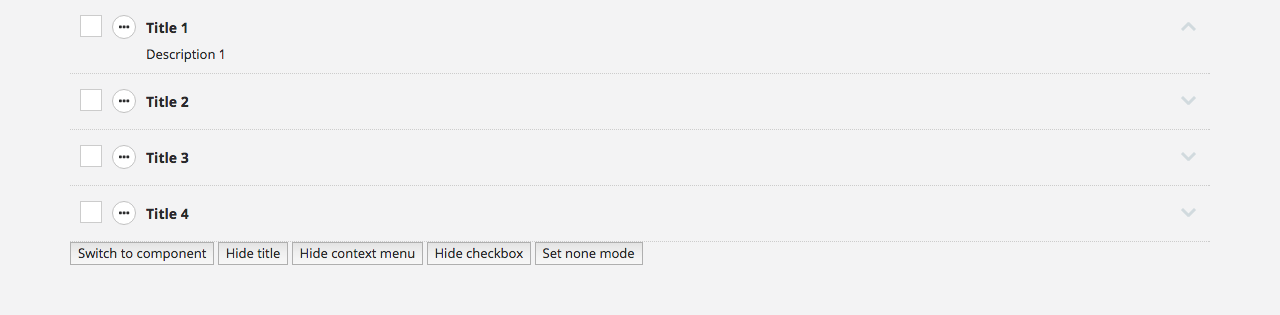 Title 1
Description 1
Title 2
Title 3
Title 4
Switch to component Hide title Hide context menu Hide checkbox Set none mode